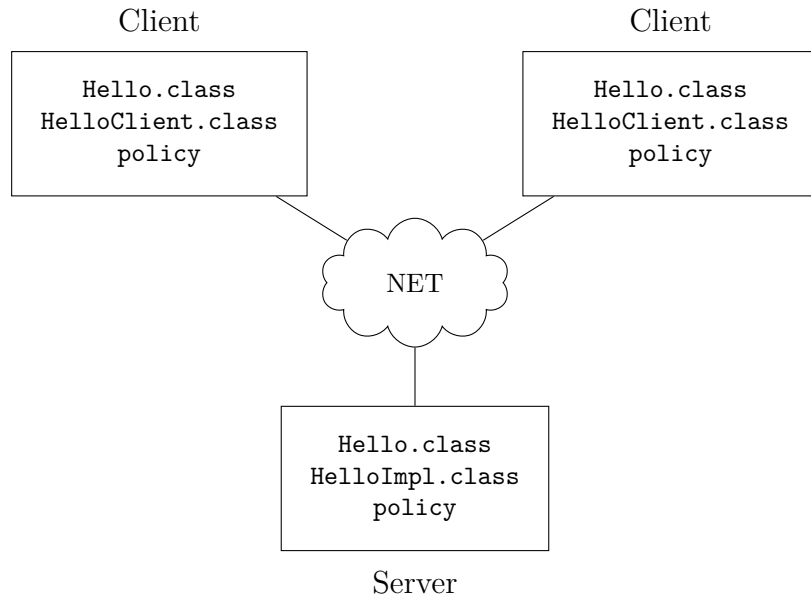 Client
Hello.class
HelloClient.class
policy
Client
Hello.class
HelloClient.class
policy
NET
Hello.class
HelloImpl.class
policy
Server